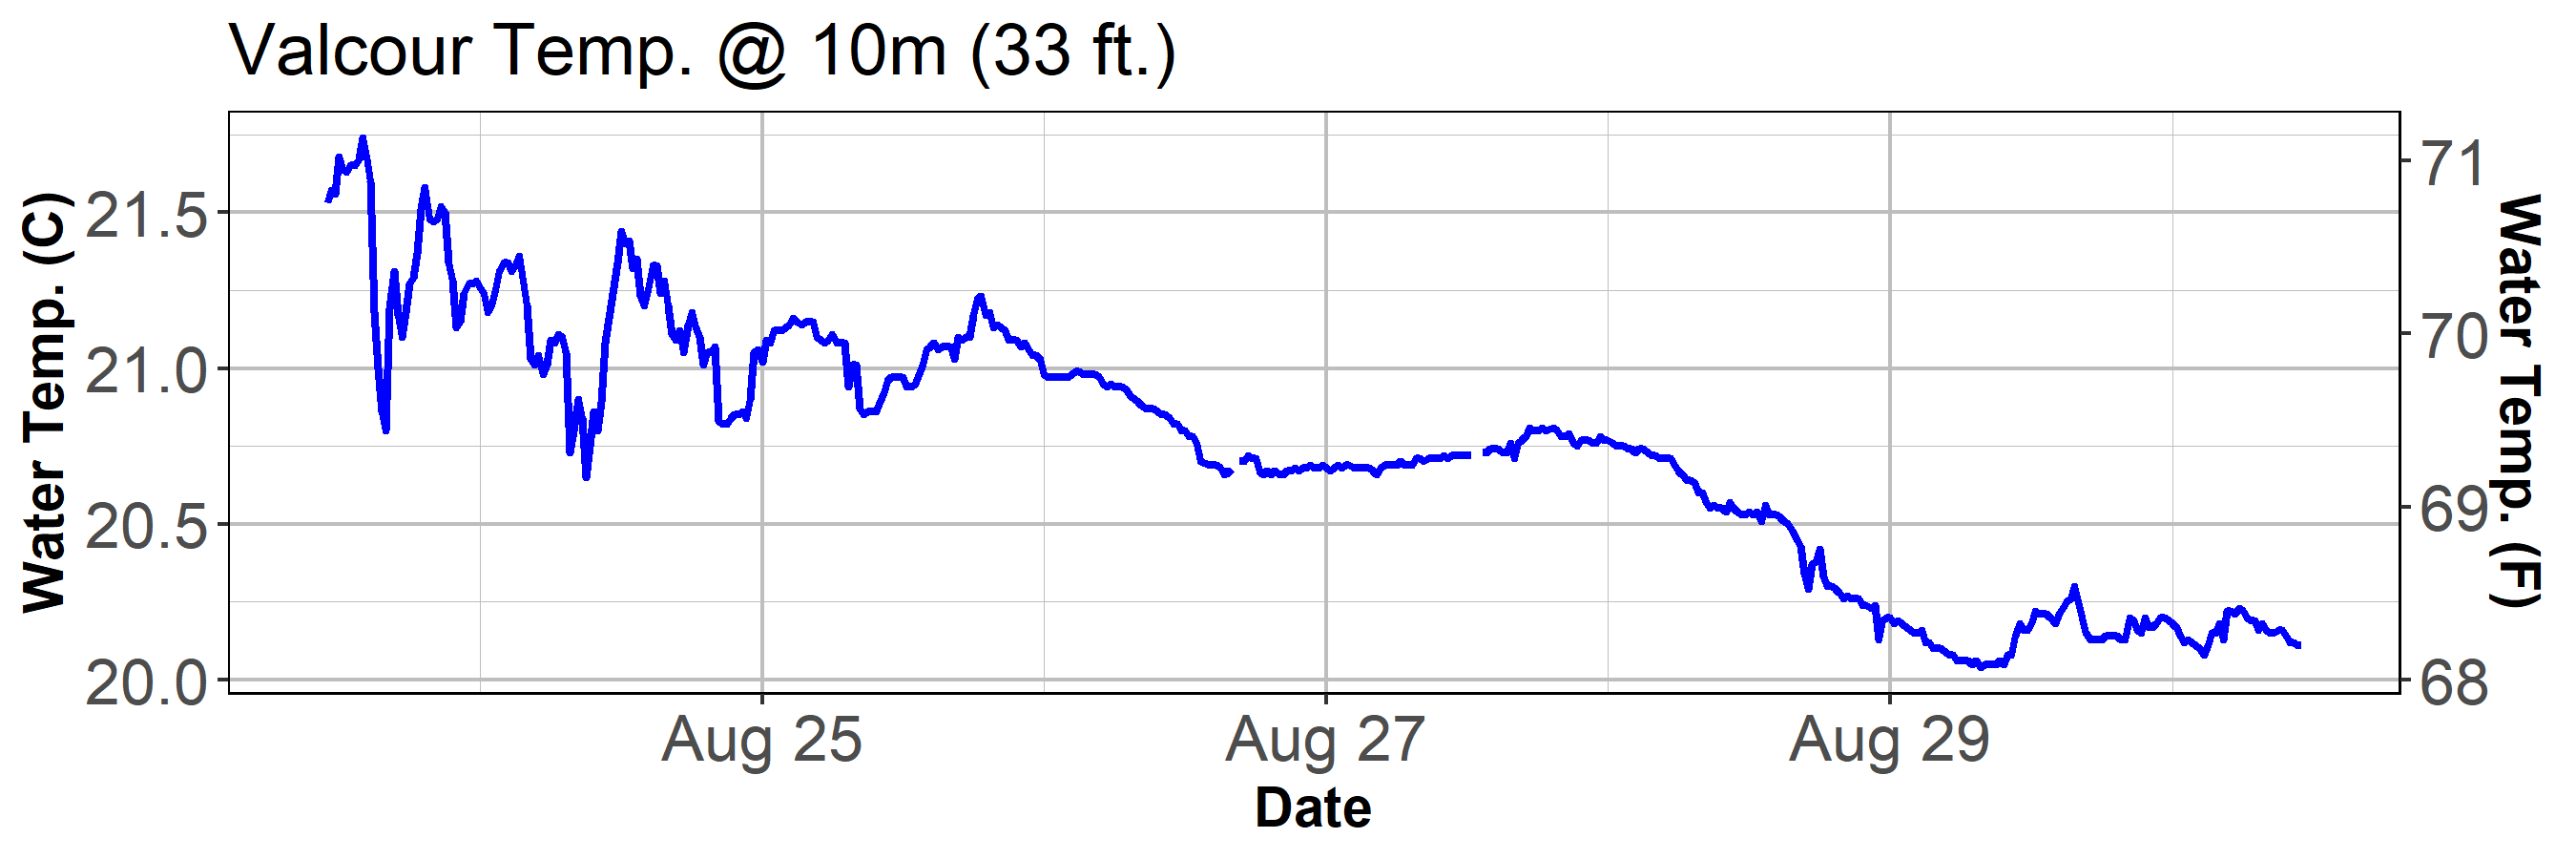 Valcour Temp. @ 10m (33 ft.)
Water Temp. (C)
21.5
21.0
20.5
20.0
71
70
69
68
Water Temp. (F)
Aug 25
Aug 27
Aug 29
Date